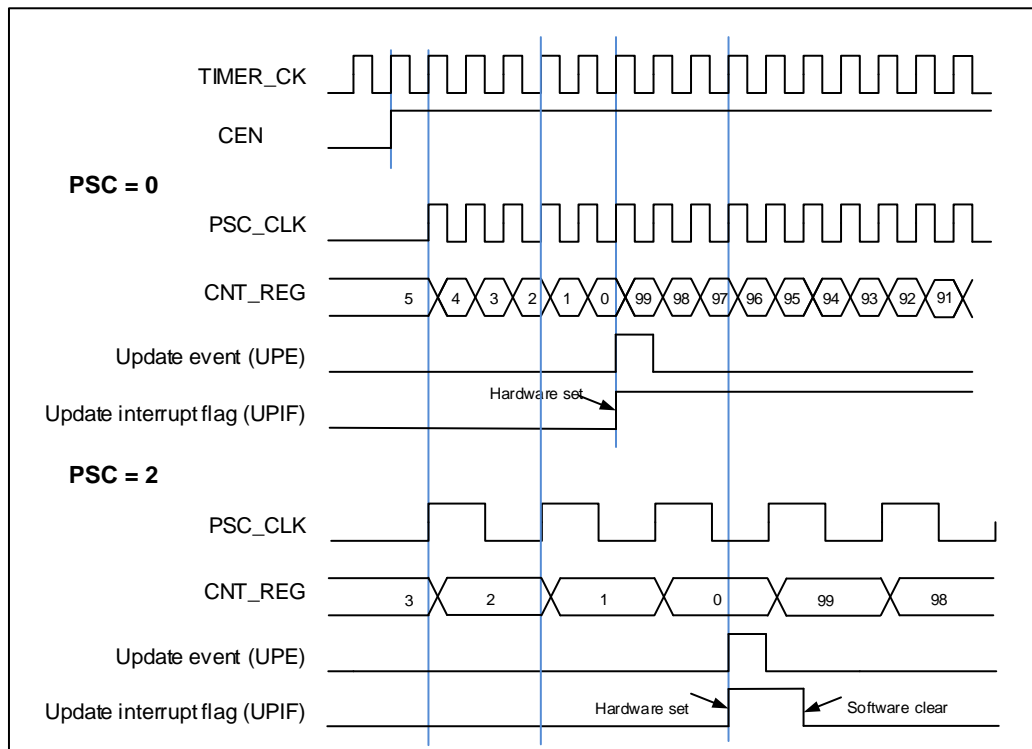 TIMER_CK
CEN
PSC = 0
PSC_CLK
CNT_REG 5 4 3 2 1 0 99 98 97 96 95 94 93 92 91
Update event (UPE)
Hardware set
Update interrupt flag (UPIF)
PSC = 2
PSC_CLK
CNT_REG 3 2 1 0 99 98
Update event (UPE)
Update interrupt flag (UPIF) Hardware set Software clear